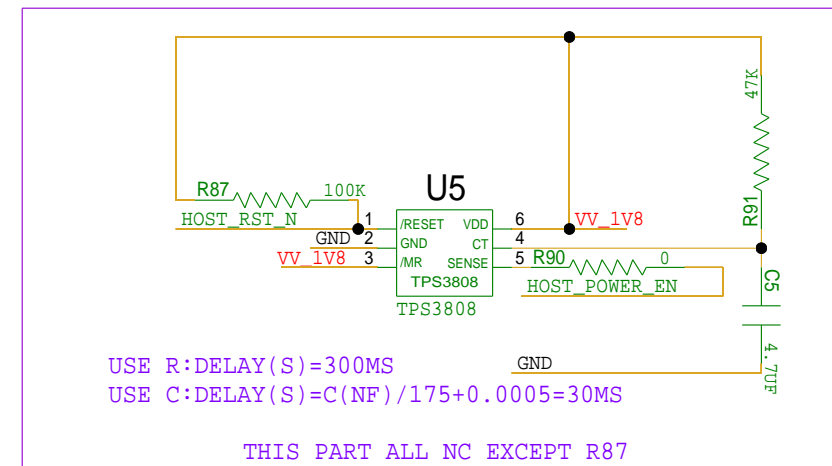 47K
U5
R87 100K
R91
HOST_RST_N 1 /RESET VDD 6 VV_1V8
GND 2 GND CT 4
VV_1V8 3 /MR SENSE 5 R90 0
TPS3808
HOST_POWER_EN
TPS3808
C5
4.7UF
GND
USE R:DELAY(S)=300MS
USE C:DELAY(S)=C(NF)/175+0.0005=30MS
THIS PART ALL NC EXCEPT R87